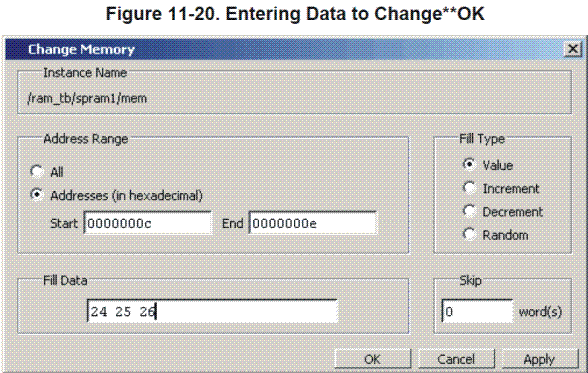 Figure 11-20. Entering Data to Change**OK
Change Memory
Instance Name
/ram_tb/spram1/mem
Address Range
All
Addresses (in hexadecimal)
Start 0000000c End 0000000e
Fill Type
Value
Increment
Decrement
Random
Fill Data
24 25 26
Skip
0 word(s)
OK Cancel Apply